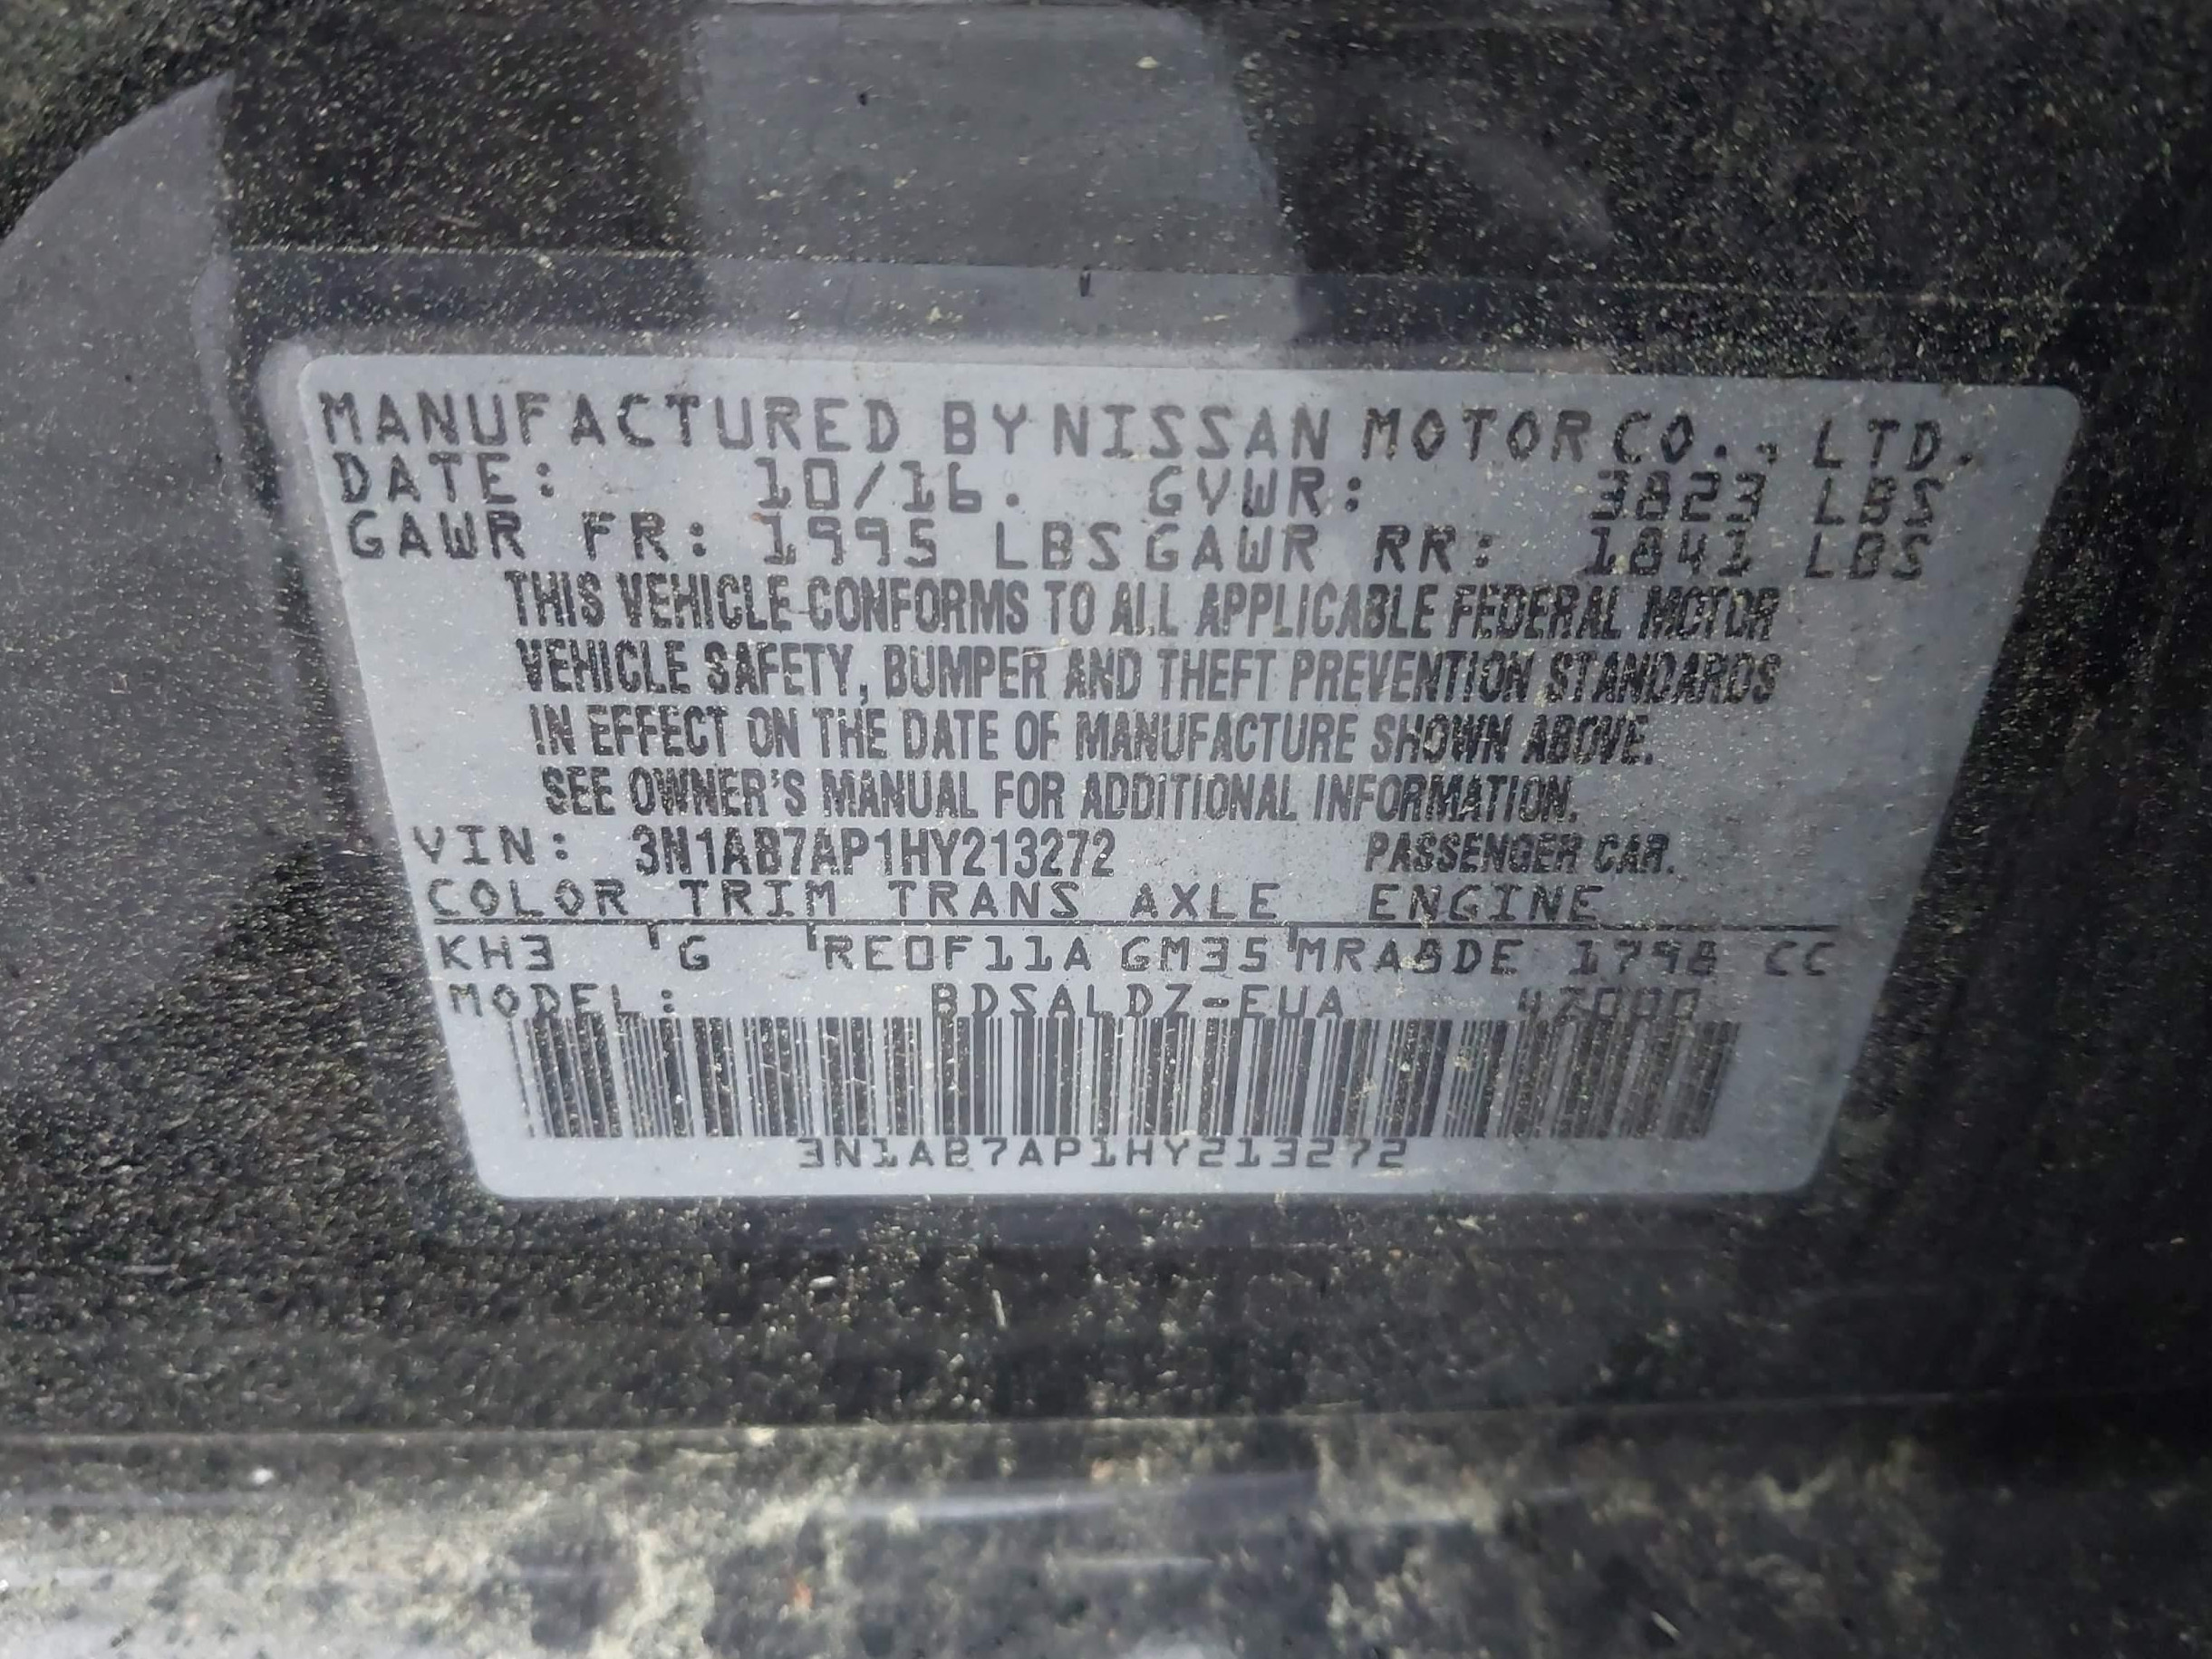 MANUFACTURED BY NISSAN MOTOR CO., LTD.
DATE: 10/16. GVWR: 3823 LBS
GAWR FR: 1995 LBS GAWR RR: 1841 LBS
THIS VEHICLE CONFORMS TO ALL APPLICABLE FEDERAL MOTOR
VEHICLE SAFETY, BUMPER AND THEFT PREVENTION STANDARDS
IN EFFECT ON THE DATE OF MANUFACTURE SHOWN ABOVE.
SEE OWNER'S MANUAL FOR ADDITIONAL INFORMATION.
VIN: 3N1AB7AP1HY213272 PASSENGER CAR.
COLOR TRIM TRANS AXLE ENGINE
KH3 G RE0F11A GM35 MRA8DE 1798 CC
MODEL: BDSALDZ-EUA
3N1AB7AP1HY213272